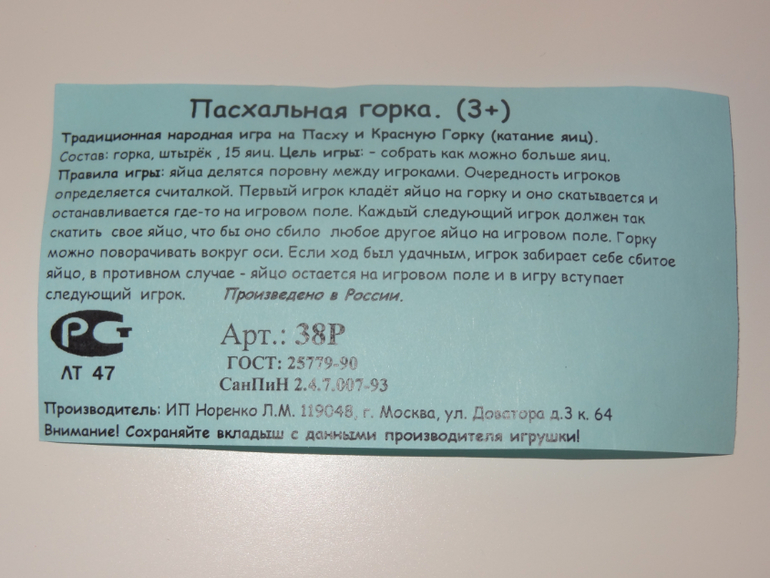 Пасхальная горка. (3+)
Традиционная народная игра на Пасху и Красную Горку (катание яиц).
Состав: горка, штырёк , 15 яиц. Цель игры: - собрать как можно больше яиц.
Правила игры: яйца делятся поровну между игроками. Очередность игроков
определяется считалкой. Первый игрок кладёт яйцо на горку и оно скатывается и
останавливается где-то на игровом поле. Каждый следующий игрок должен так
скатить свое яйцо, что бы оно сбило любое другое яйцо на игровом поле. Горку
можно поворачивать вокруг оси. Если ход был удачным, игрок забирает себе сбитое
яйцо, в противном случае - яйцо остается на игровом поле и в игру вступает
следующий игрок. Произведено в России.
РСТ
ЛТ 47
Арт.: 38Р
ГОСТ: 25779-90
СанПиН 2.4.7.007-93
Производитель: ИП Норенко Л.М. 119048, г. Москва, ул. Доватора д.3 к. 64
Внимание! Сохраняйте вкладыш с данными производителя игрушки!